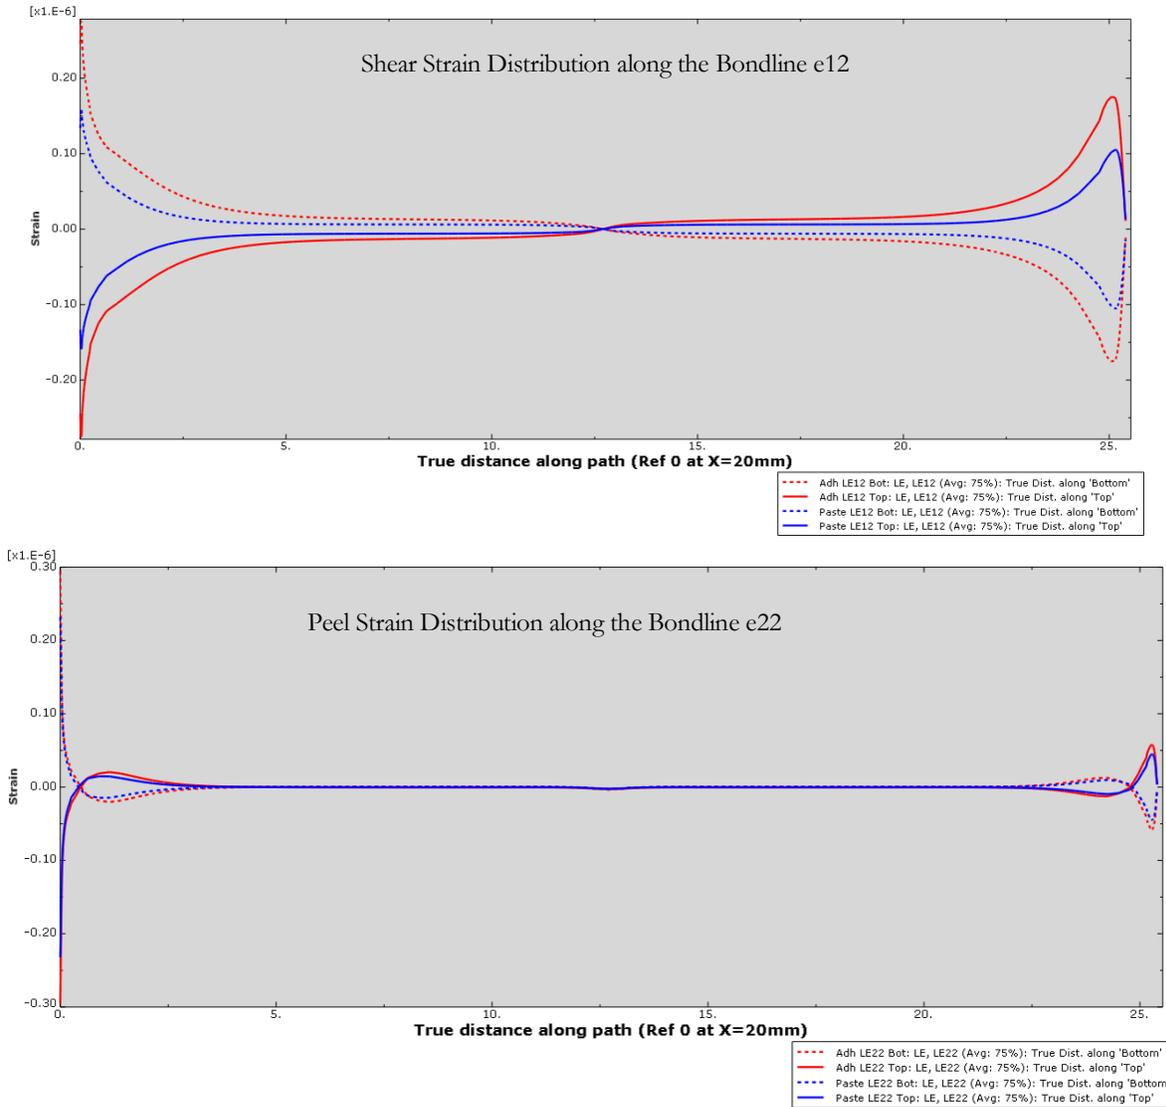 [x1.E-6]
Shear Strain Distribution along the Bondline e12
0.20
0.10
0.00
-0.10
-0.20
Strain
0. 5. 10. 15. 20. 25.
True distance along path (Ref 0 at X=20mm)
Adh LE12 Bot: LE, LE12 (Avg: 75%): True Dist. along 'Bottom'
Adh LE12 Top: LE, LE12 (Avg: 75%): True Dist. along 'Top'
Paste LE12 Bot: LE, LE12 (Avg: 75%): True Dist. along 'Bottom'
Paste LE12 Top: LE, LE12 (Avg: 75%): True Dist. along 'Top'
[x1.E-6]
Peel Strain Distribution along the Bondline e22
0.30
0.20
0.10
0.00
-0.10
-0.20
-0.30
Strain
0. 5. 10. 15. 20. 25.
True distance along path (Ref 0 at X=20mm)
Adh LE22 Bot: LE, LE22 (Avg: 75%): True Dist. along 'Bottom'
Adh LE22 Top: LE, LE22 (Avg: 75%): True Dist. along 'Top'
Paste LE22 Bot: LE, LE22 (Avg: 75%): True Dist. along 'Bottom
Paste LE22 Top: LE, LE22 (Avg: 75%): True Dist. along 'Top'